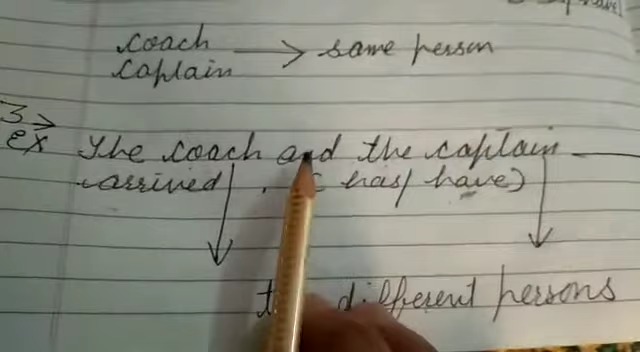 coach
captain → same person
3→
ex The coach and the captain —
arrived . ( has/have)
different persons